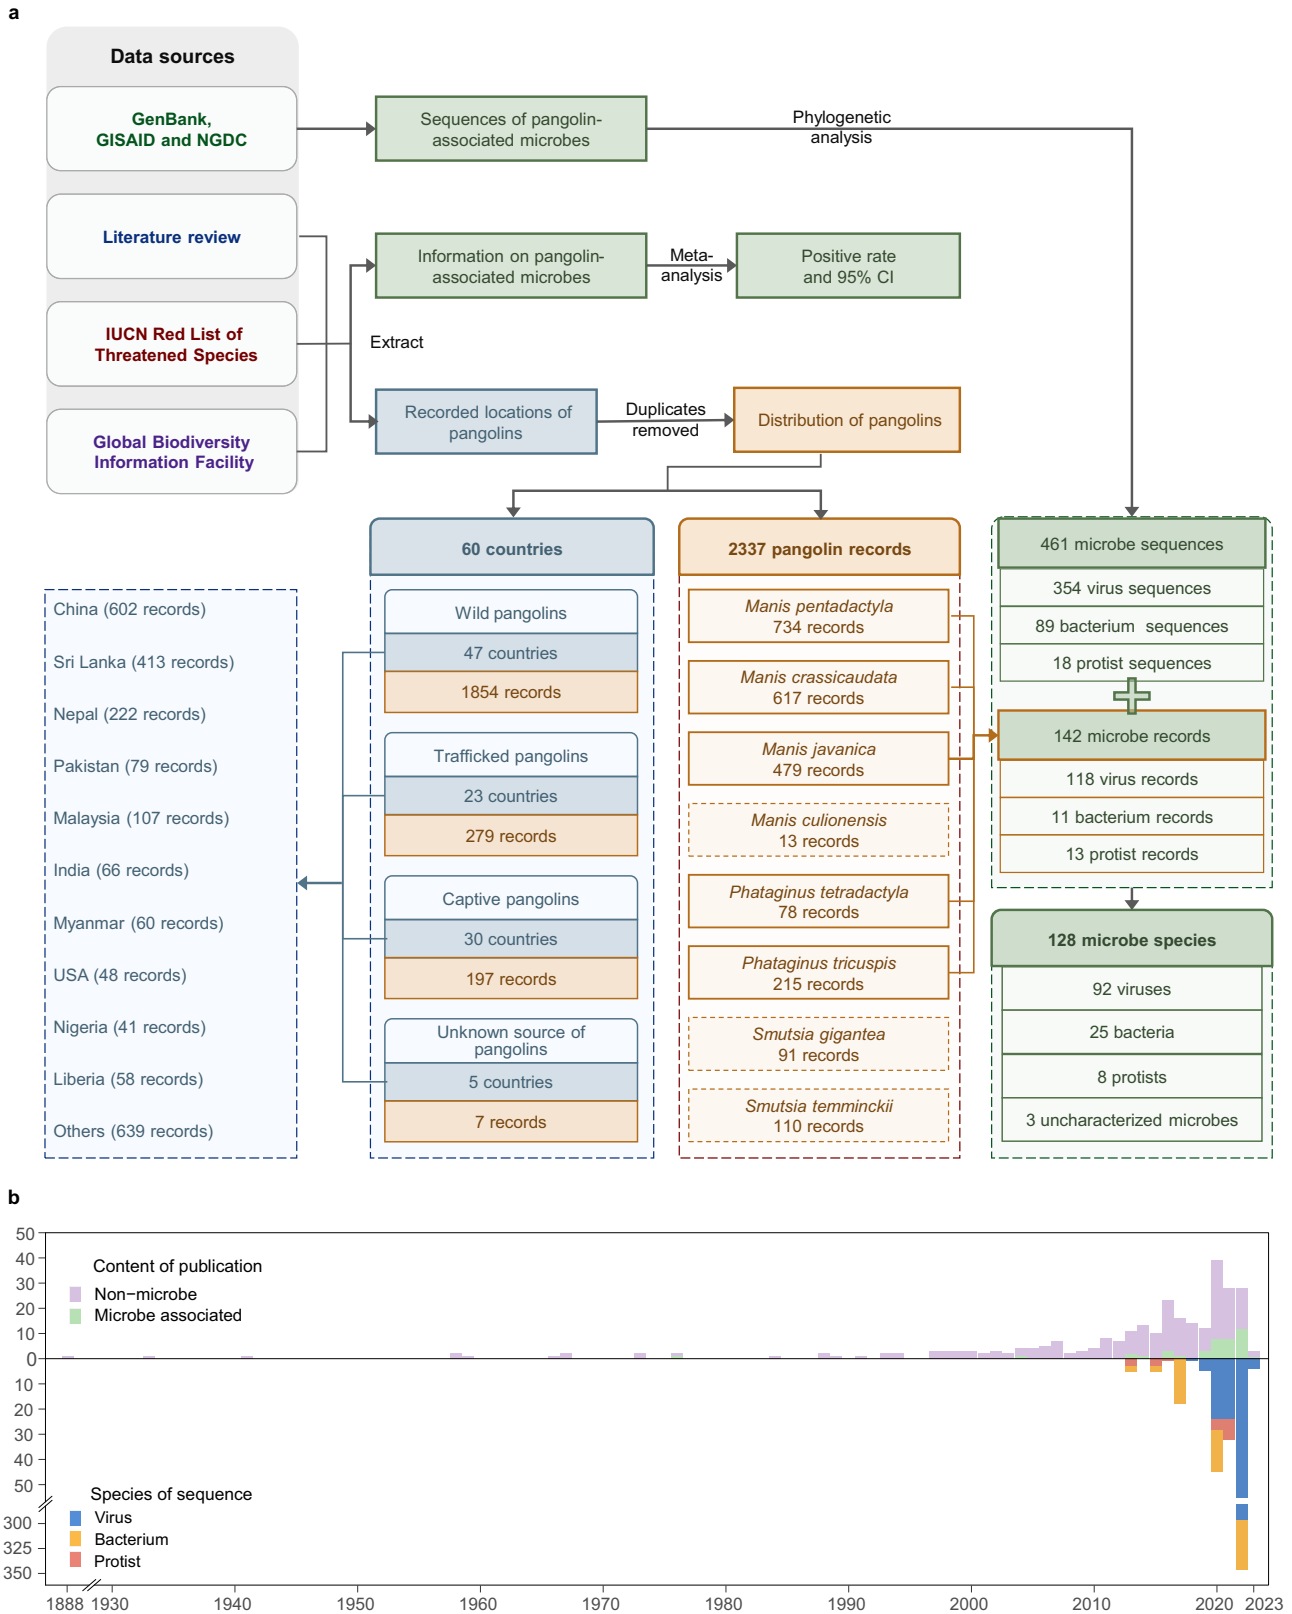 a
Data sources
GenBank,
GISAID and NGDC
Literature review
IUCN Red List of
Threatened Species
Global Biodiversity
Information Facility
Sequences of pangolin-
associated microbes
Phylogenetic
analysis
Information on pangolin-
associated microbes
Meta-
analysis
Positive rate
and 95% CI
Extract
Recorded locations of
pangolins
Duplicates
removed
Distribution of pangolins
China (602 records)
Sri Lanka (413 records)
Nepal (222 records)
Pakistan (79 records)
Malaysia (107 records)
India (66 records)
Myanmar (60 records)
USA (48 records)
Nigeria (41 records)
Liberia (58 records)
Others (639 records)
60 countries
Wild pangolins
47 countries
1854 records
Trafficked pangolins
23 countries
279 records
Captive pangolins
30 countries
197 records
Unknown source of
pangolins
5 countries
7 records
2337 pangolin records
Manis pentadactyla
734 records
Manis crassicaudata
617 records
Manis javanica
479 records
Manis culionensis
13 records
Phataginus tetradactyla
78 records
Phataginus tricuspis
215 records
Smutsia gigantea
91 records
Smutsia temminckii
110 records
461 microbe sequences
354 virus sequences
89 bacterium sequences
18 protist sequences
142 microbe records
118 virus records
11 bacterium records
13 protist records
128 microbe species
92 viruses
25 bacteria
8 protists
3 uncharacterized microbes
b
50
40
30
20
10
0
10
20
30
40
50
300
325
350
Content of publication
Non−microbe
Microbe associated
Species of sequence
Virus
Bacterium
Protist
1888 1930 1940 1950 1960 1970 1980 1990 2000 2010 2020 2023